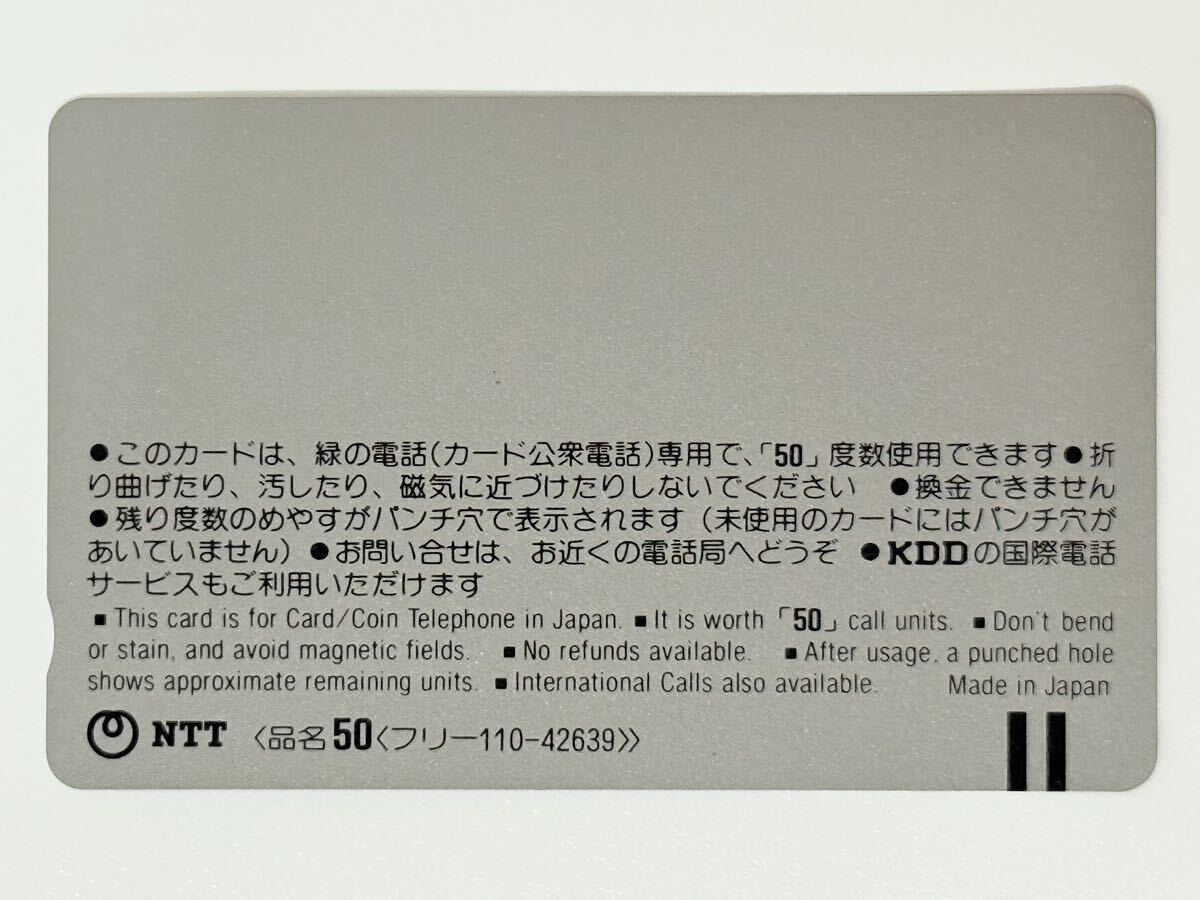 ●このカードは、緑の電話(カード公衆電話)専用で、「50」度数使用できます●折
り曲げたり、汚したり、磁気に近づけたりしないでください ●換金できません
●残り度数のめやすがパンチ穴で表示されます(未使用のカードにはパンチ穴が
あいていません)●お問い合せは、お近くの電話局へどうぞ ●KDDの国際電話
サービスもご利用いただけます
■ This card is for Card/Coin Telephone in Japan. ■ It is worth「50」call units. ■ Don't bend
or stain, and avoid magnetic fields. ■ No refunds available. ■ After usage, a punched hole
shows approximate remaining units. ■ International Calls also available. Made in Japan
NTT 〈品名50〈フリー110-42639〉〉